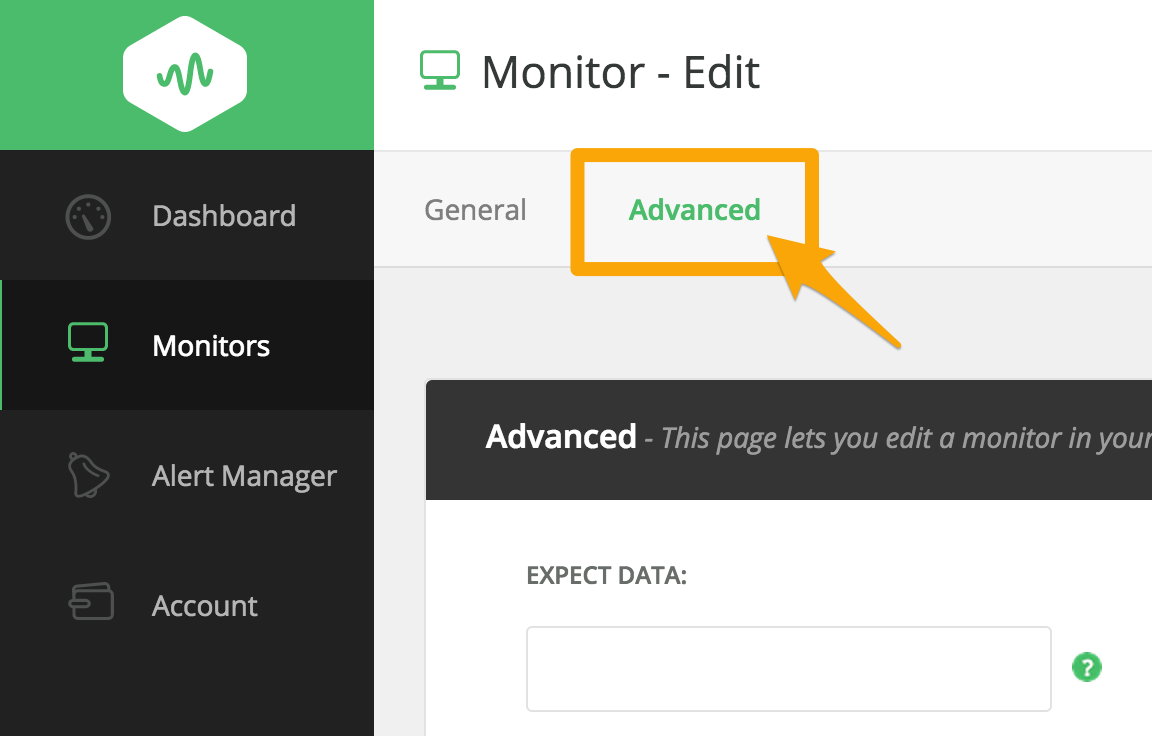 Monitor - Edit
General
Advanced
Dashboard
Monitors
Alert Manager
Account
Advanced - This page lets you edit a monitor in your
EXPECT DATA:
?